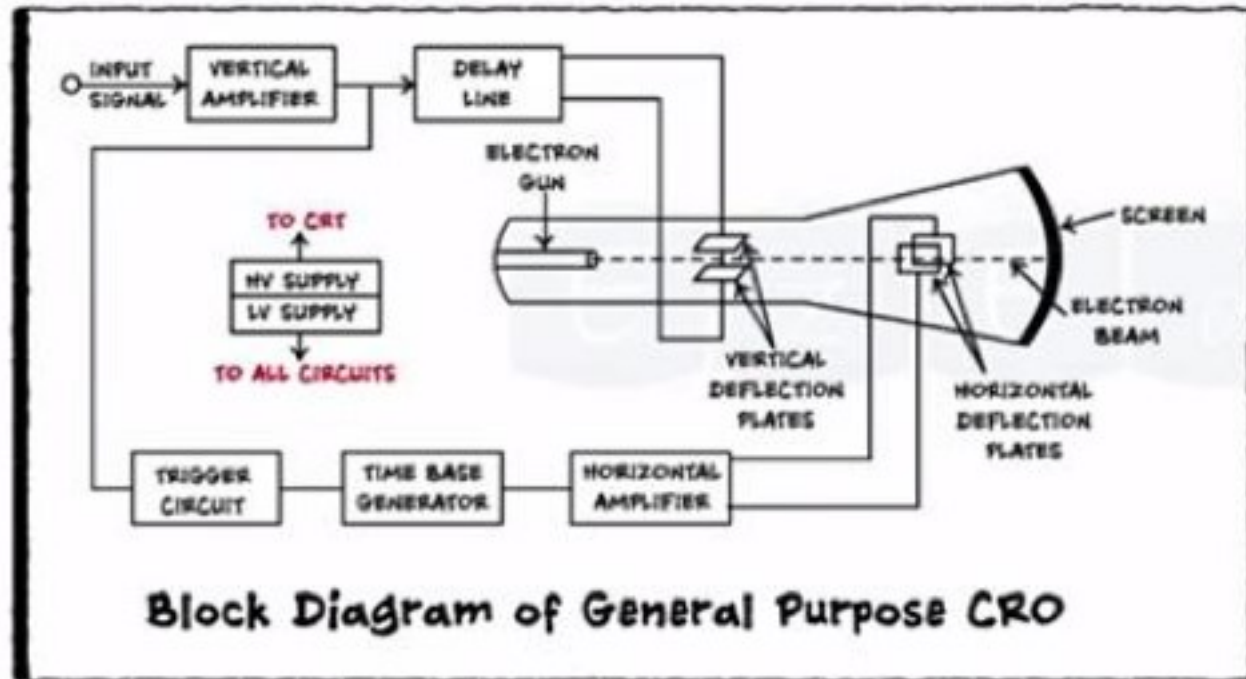 INPUT
SIGNAL
VERTICAL
AMPLIFIER
DELAY
LINE
ELECTRON
GUN
TO CRT
HV SUPPLY
LV SUPPLY
TO ALL CIRCUITS
SCREEN
ELECTRON
BEAM
VERTICAL
DEFLECTION
PLATES
HORIZONTAL
DEFLECTION
PLATES
TRIGGER
CIRCUIT
TIME BASE
GENERATOR
HORIZONTAL
AMPLIFIER
Block Diagram of General Purpose CRO